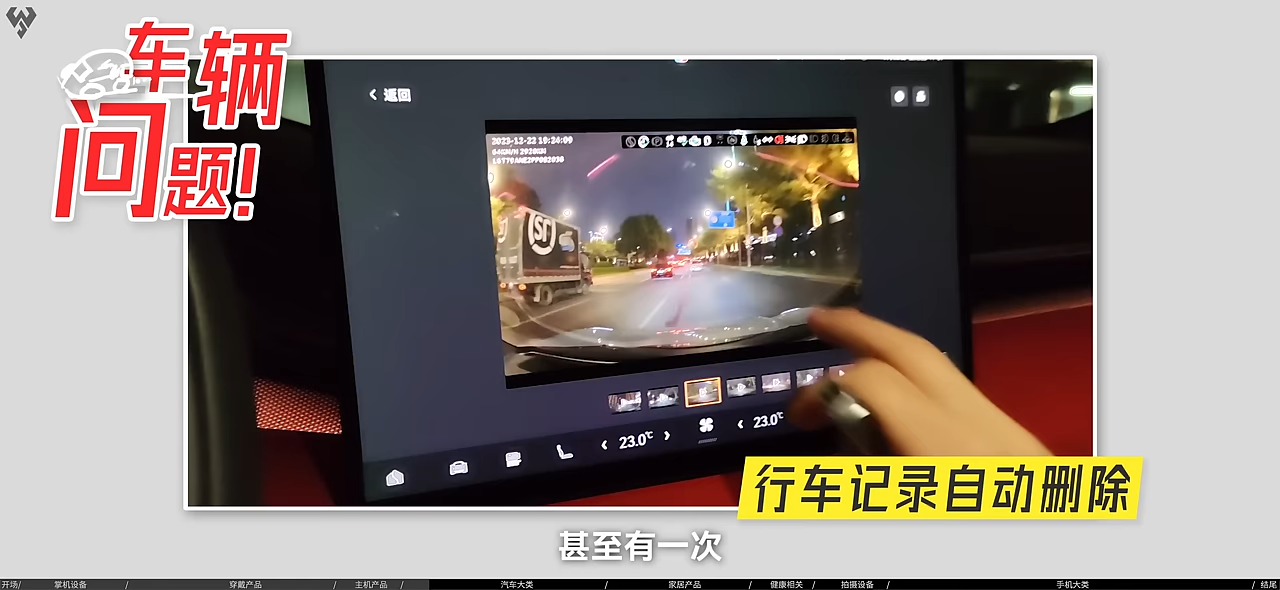 车辆
问题!
返回
2023-12-23 19:24:09
SF
23.0℃
23.0℃
行车记录自动删除
甚至有一次
开场/
掌机设备
/
穿戴产品
/
主机产品
/
汽车大类
/
家居产品
/
健康相关
/
拍摄设备
/
手机大类
/
结尾